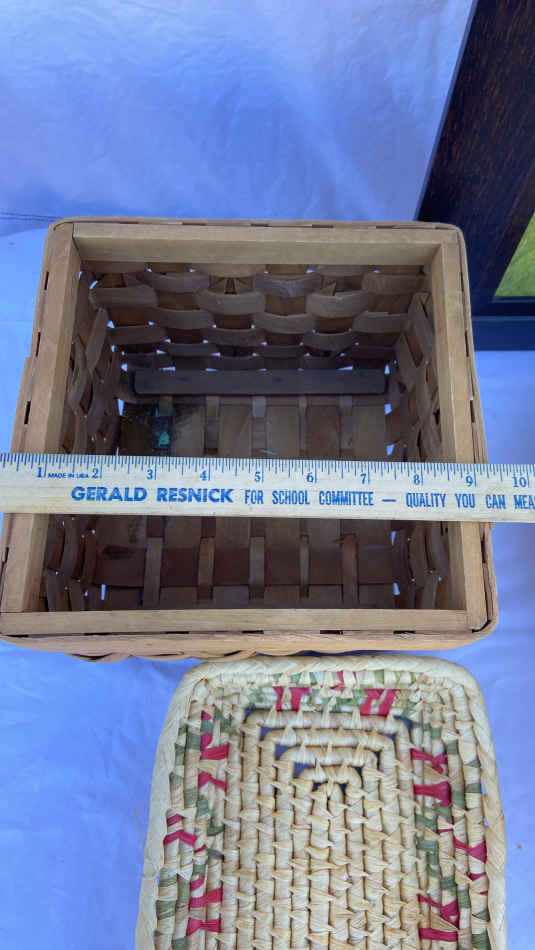 1 MADE IN USA 2 3 4 5 6 7 8 9 10
GERALD RESNICK FOR SCHOOL COMMITTEE — QUALITY YOU CAN MEA